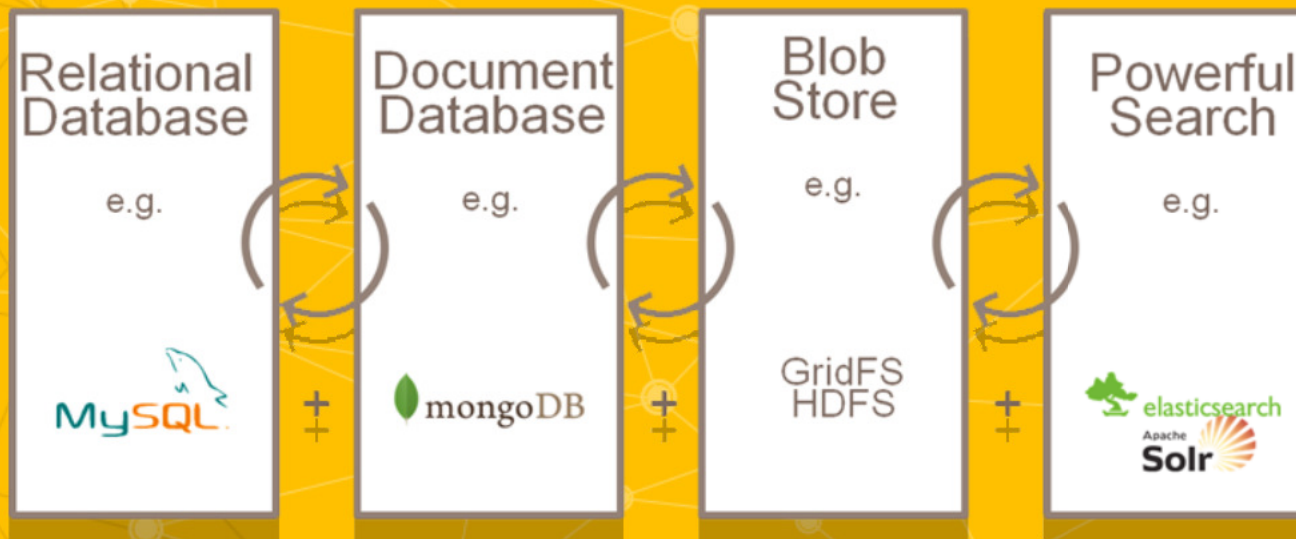 Relational
Database
e.g.
MySQL.
+
+
Document
Database
e.g.
mongoDB
+
+
Blob
Store
e.g.
GridFS
HDFS
+
+
Powerful
Search
e.g.
elasticsearch
Apache
Solr